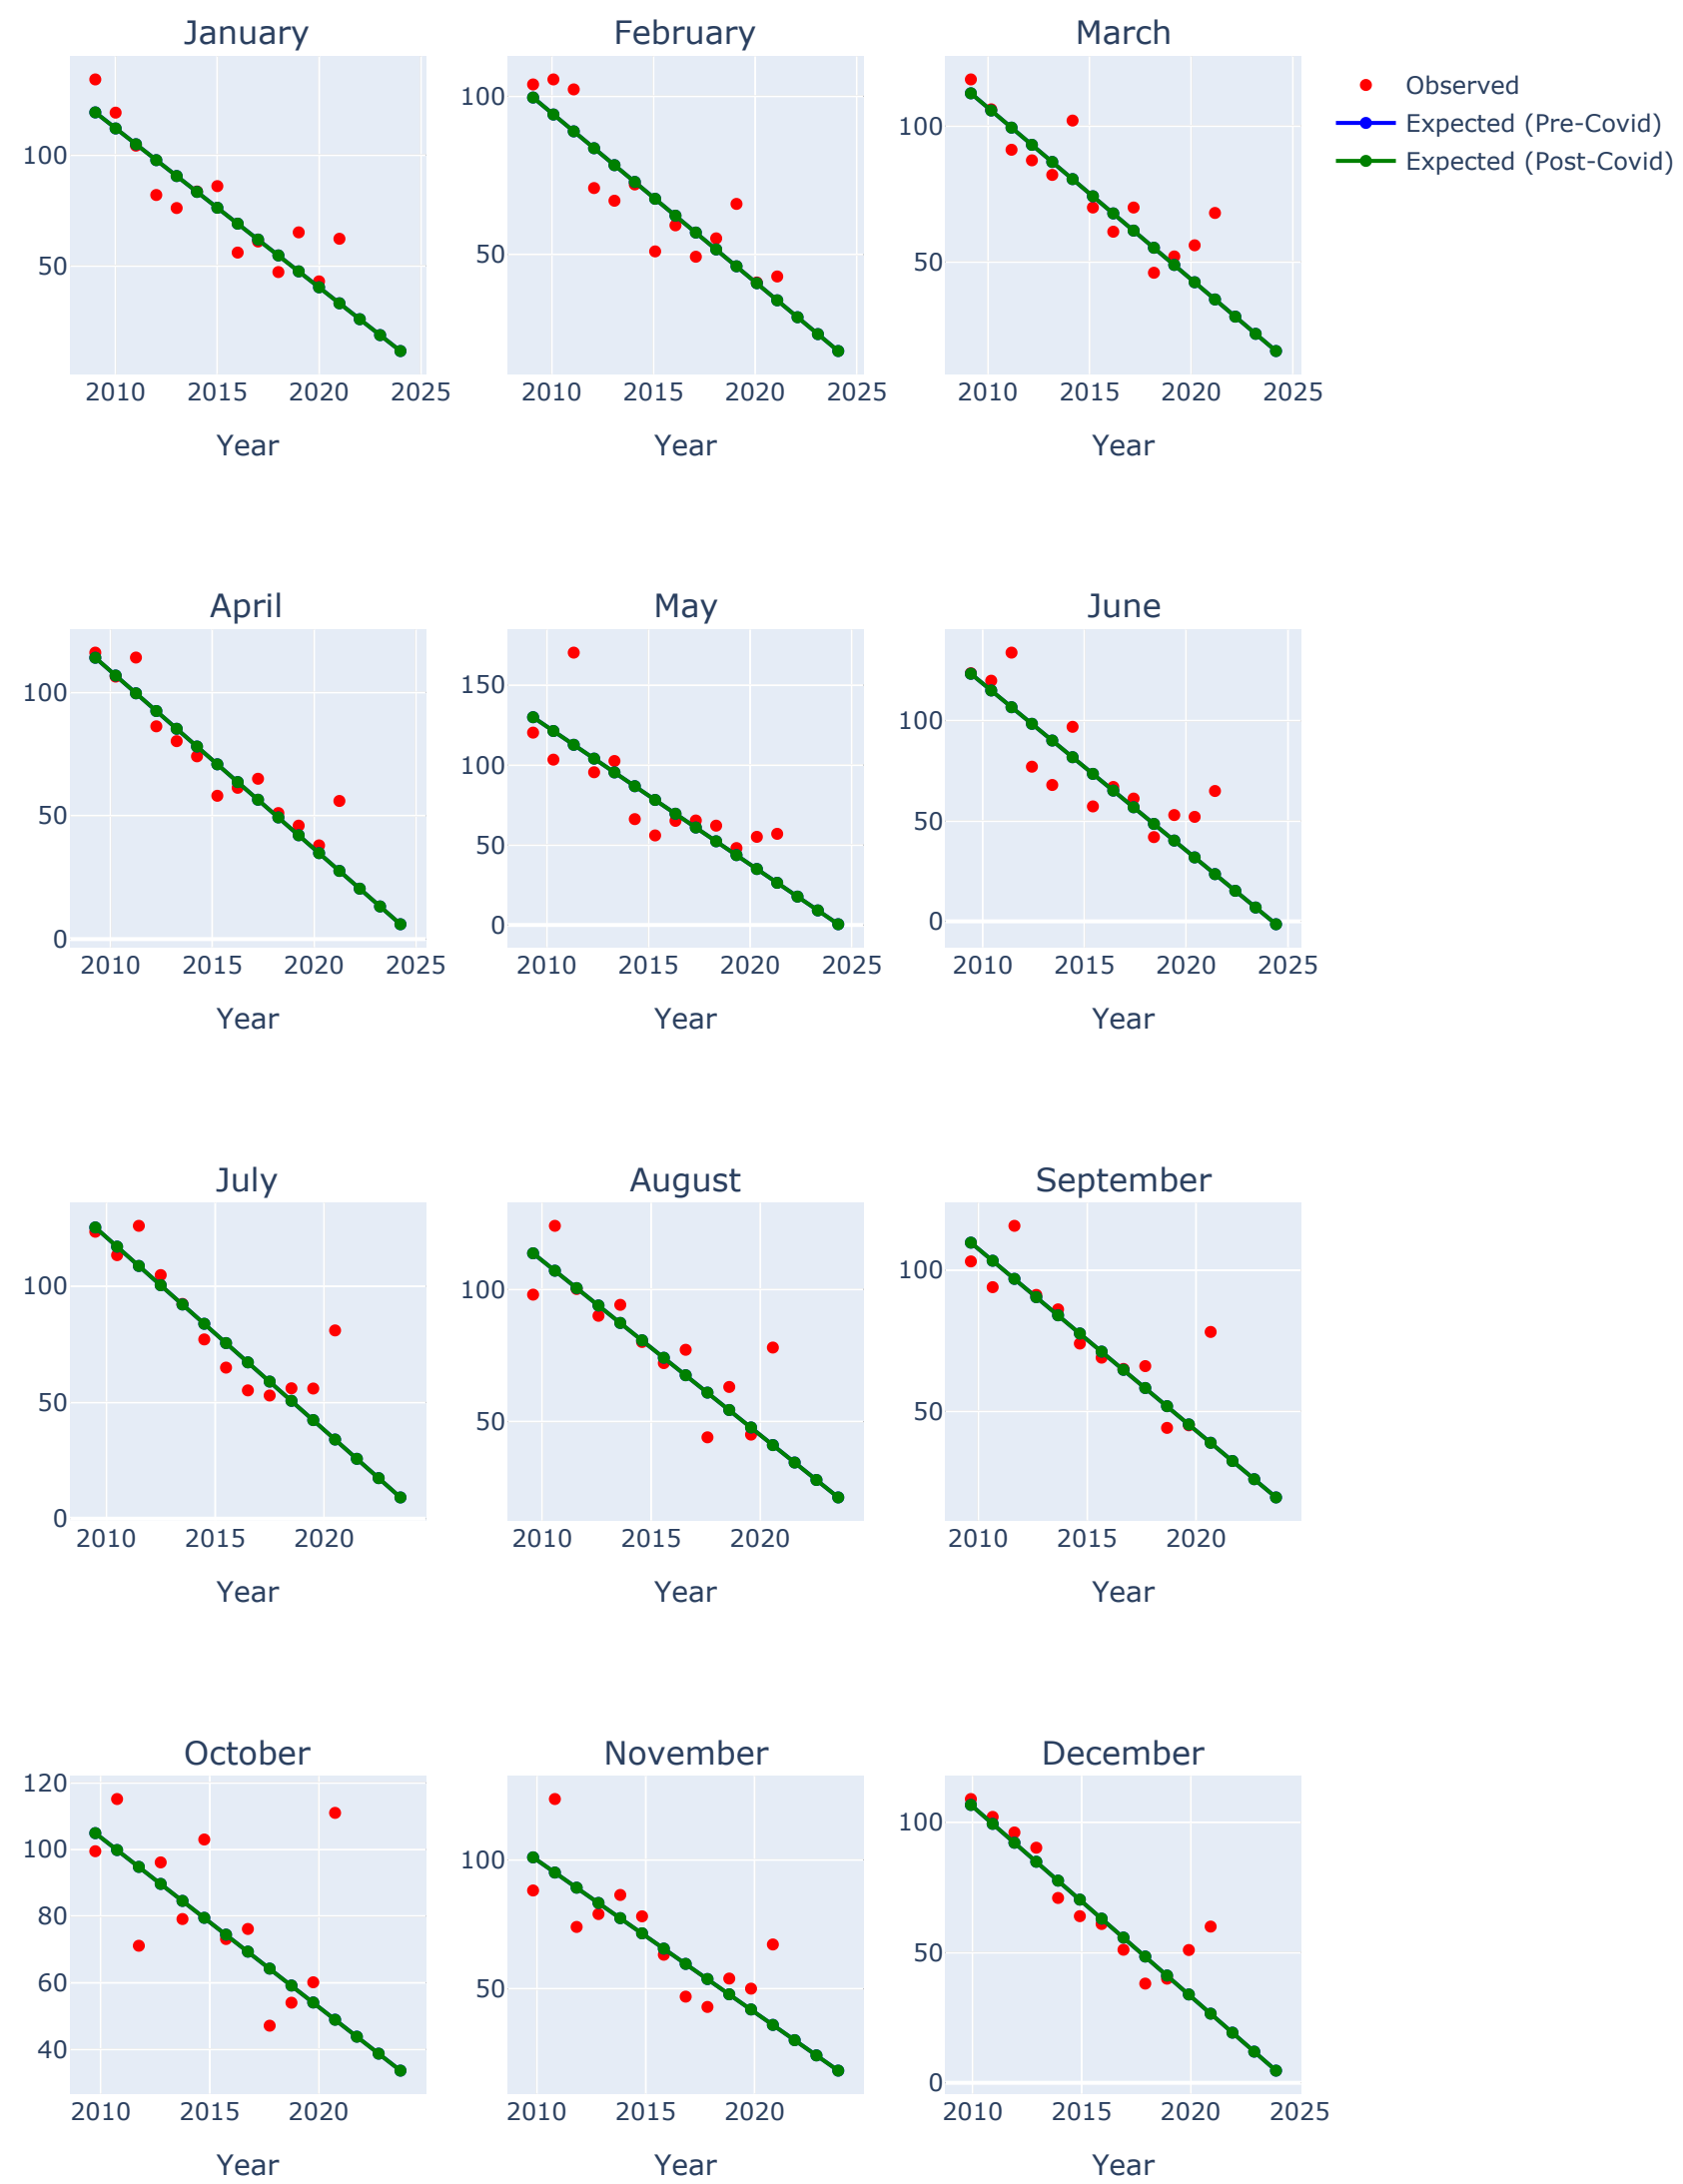 January February March
Observed
Expected (Pre-Covid)
Expected (Post-Covid)
100
50
2010 2015 2020 2025
Year
100
50
2010 2015 2020 2025
Year
100
50
2010 2015 2020 2025
Year
April May June
100
50
0
2010 2015 2020 2025
Year
150
100
50
0
2010 2015 2020 2025
Year
100
50
0
2010 2015 2020 2025
Year
July August September
100
50
0
2010 2015 2020
Year
100
50
2010 2015 2020
Year
100
50
2010 2015 2020
Year
October November December
120
100
80
60
40
2010 2015 2020
Year
100
50
2010 2015 2020
Year
100
50
0
2010 2015 2020 2025
Year